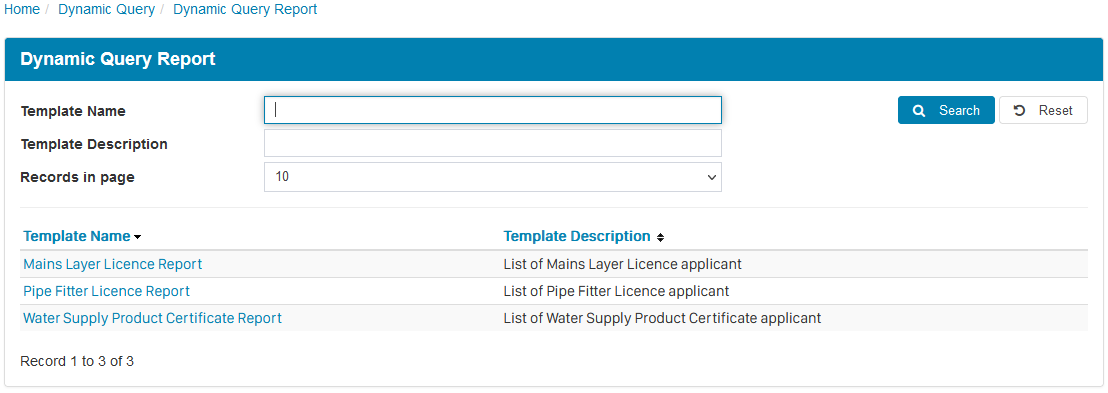 Home / Dynamic Query / Dynamic Query Report
Dynamic Query Report
Template Name
Search Reset
Template Description
Records in page 10
Template Name Template Description
Mains Layer Licence Report List of Mains Layer Licence applicant
Pipe Fitter Licence Report List of Pipe Fitter Licence applicant
Water Supply Product Certificate Report List of Water Supply Product Certificate applicant
Record 1 to 3 of 3